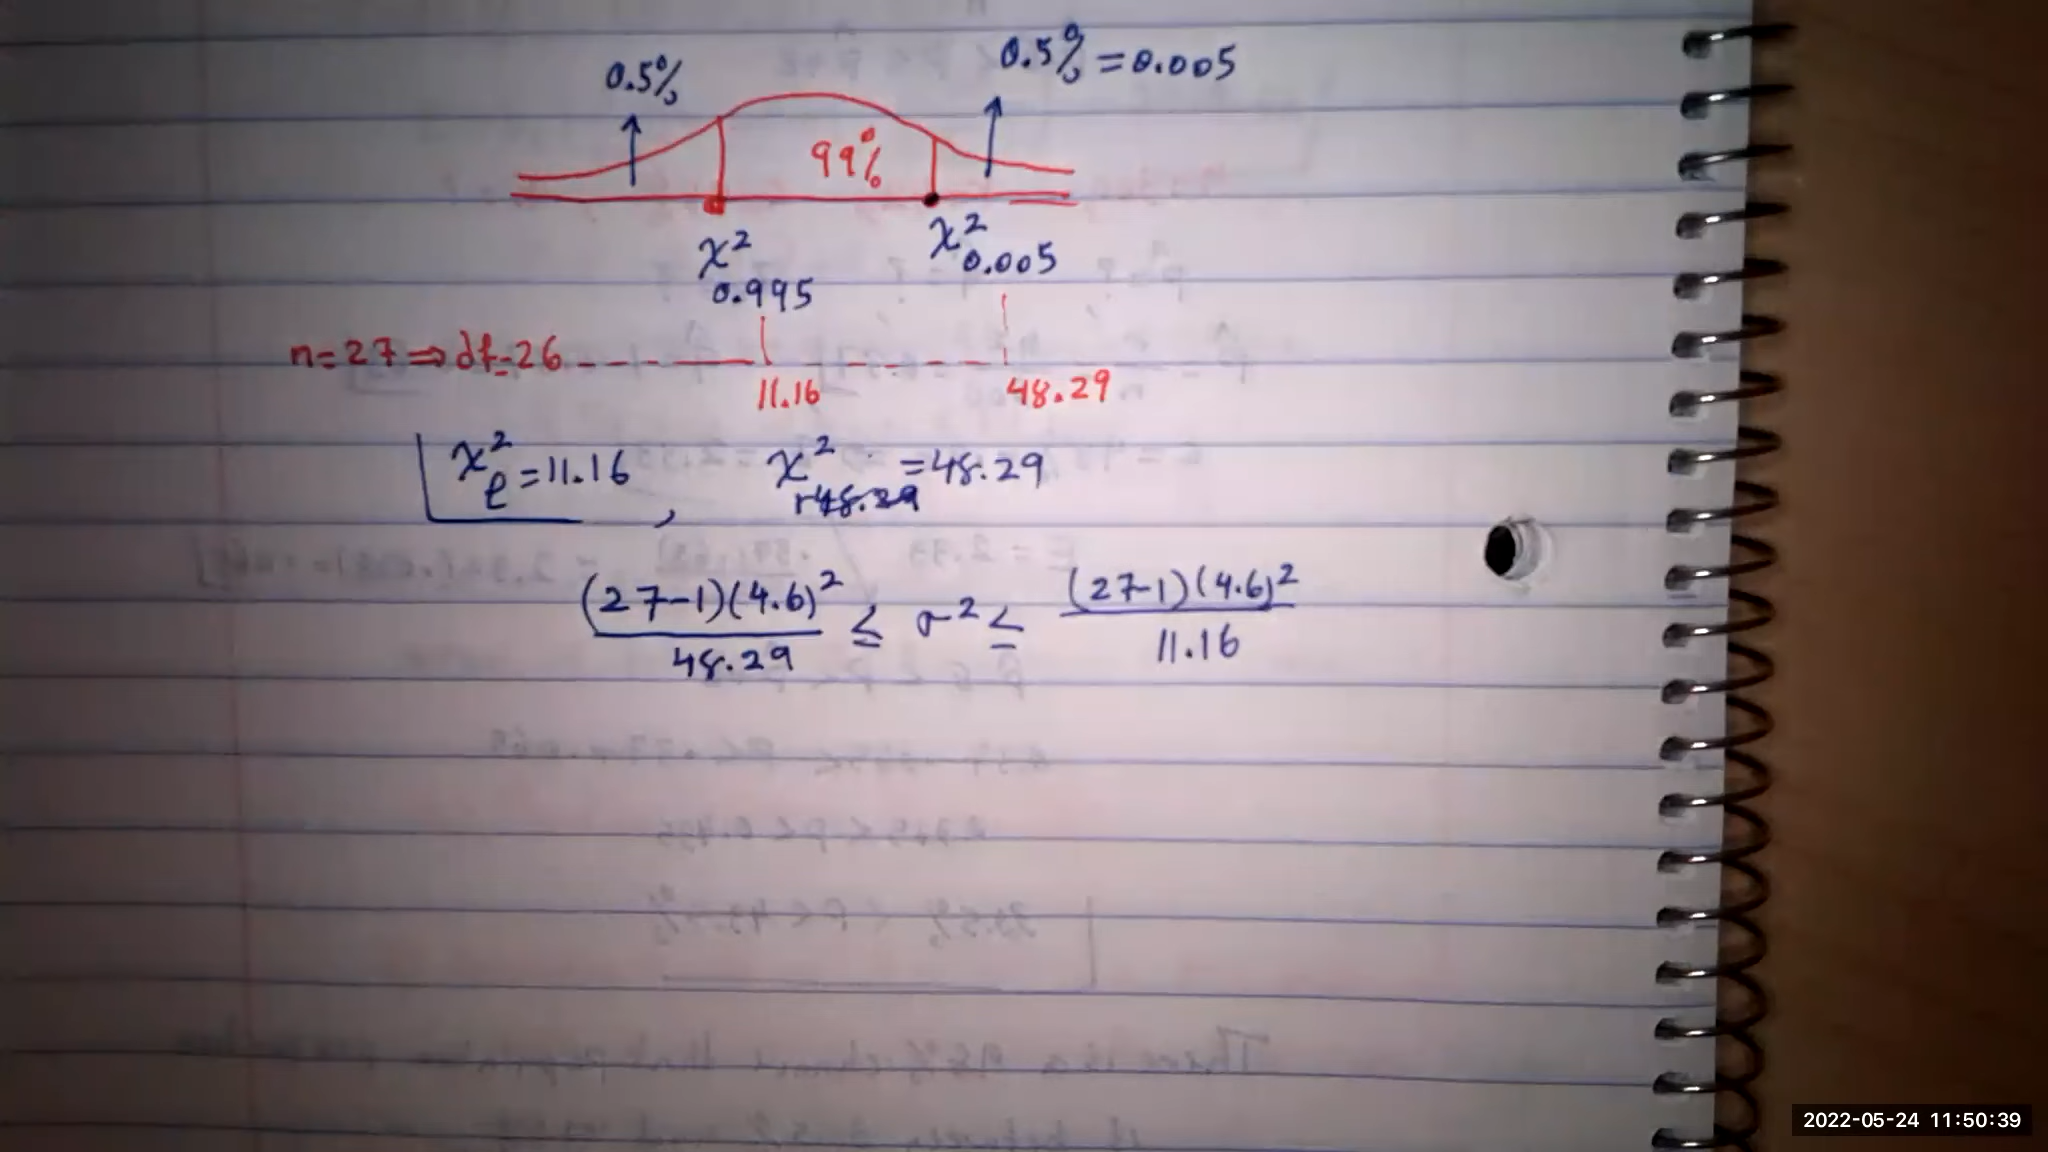 0.5% 0.5% = 0.005
99%
χ² 0.995 χ² 0.005
n=27 ⇒ df=26
11.16 48.29
χ²ℓ = 11.16 , χ²r = 48.29
(27-1)(4.6)² / 48.29 ≤ σ² ≤ (27-1)(4.6)² / 11.16
2022-05-24 11:50:39